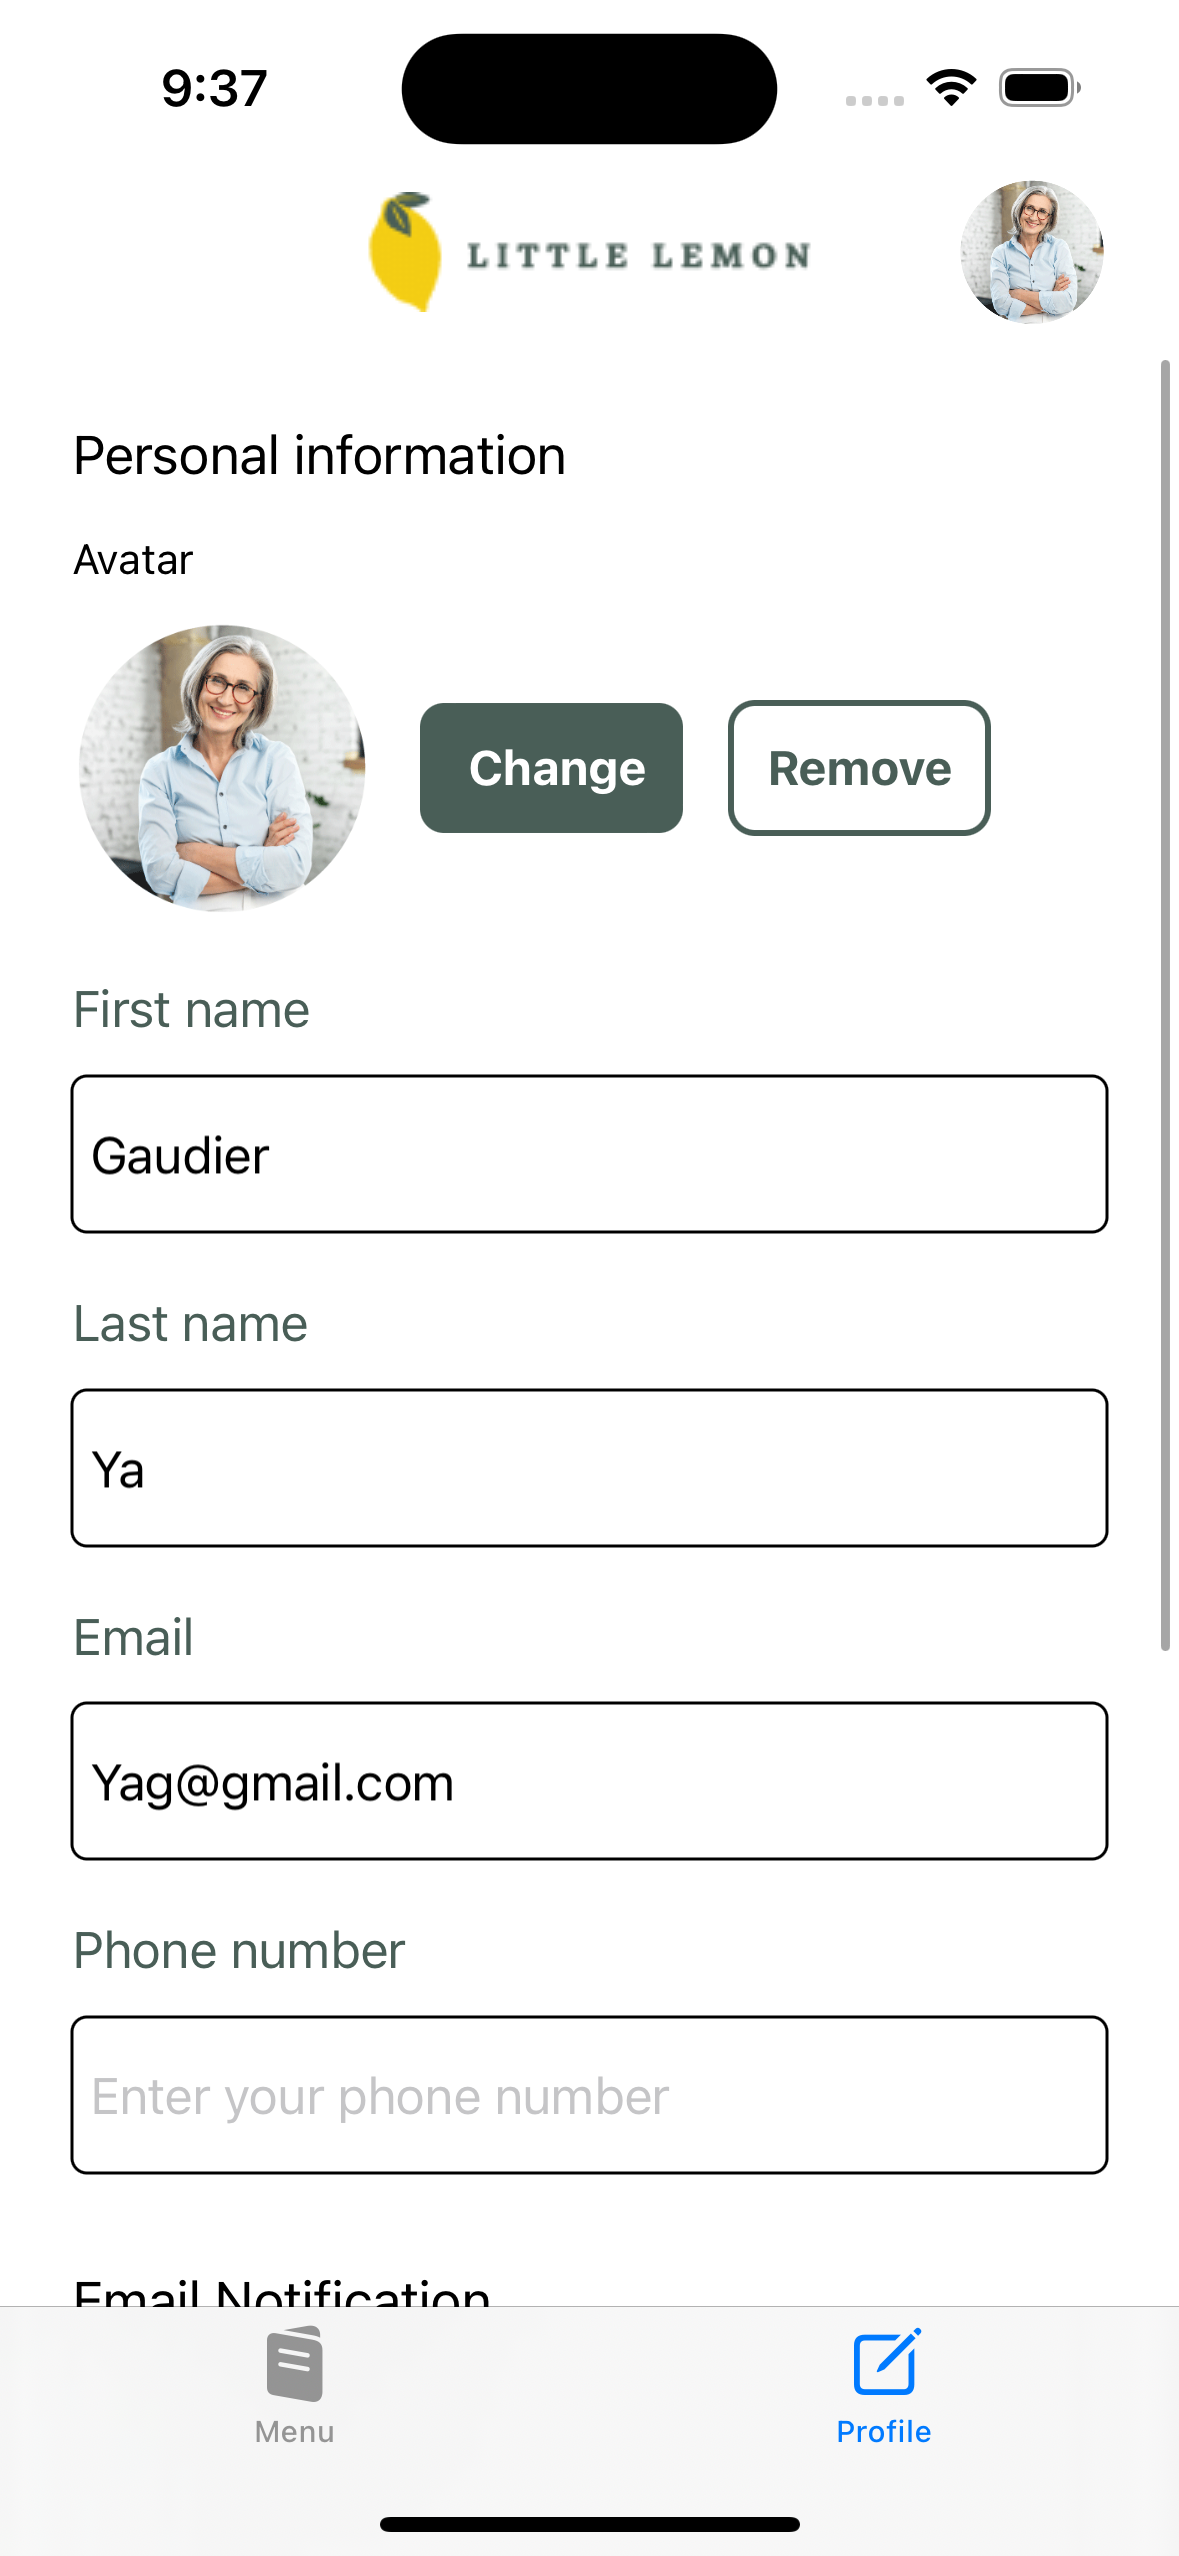 9:37
LITTLE LEMON
Personal information
Avatar
Change
Remove
First name
Gaudier
Last name
Ya
Email
Yag@gmail.com
Phone number
Enter your phone number
Email Notification
Menu
Profile